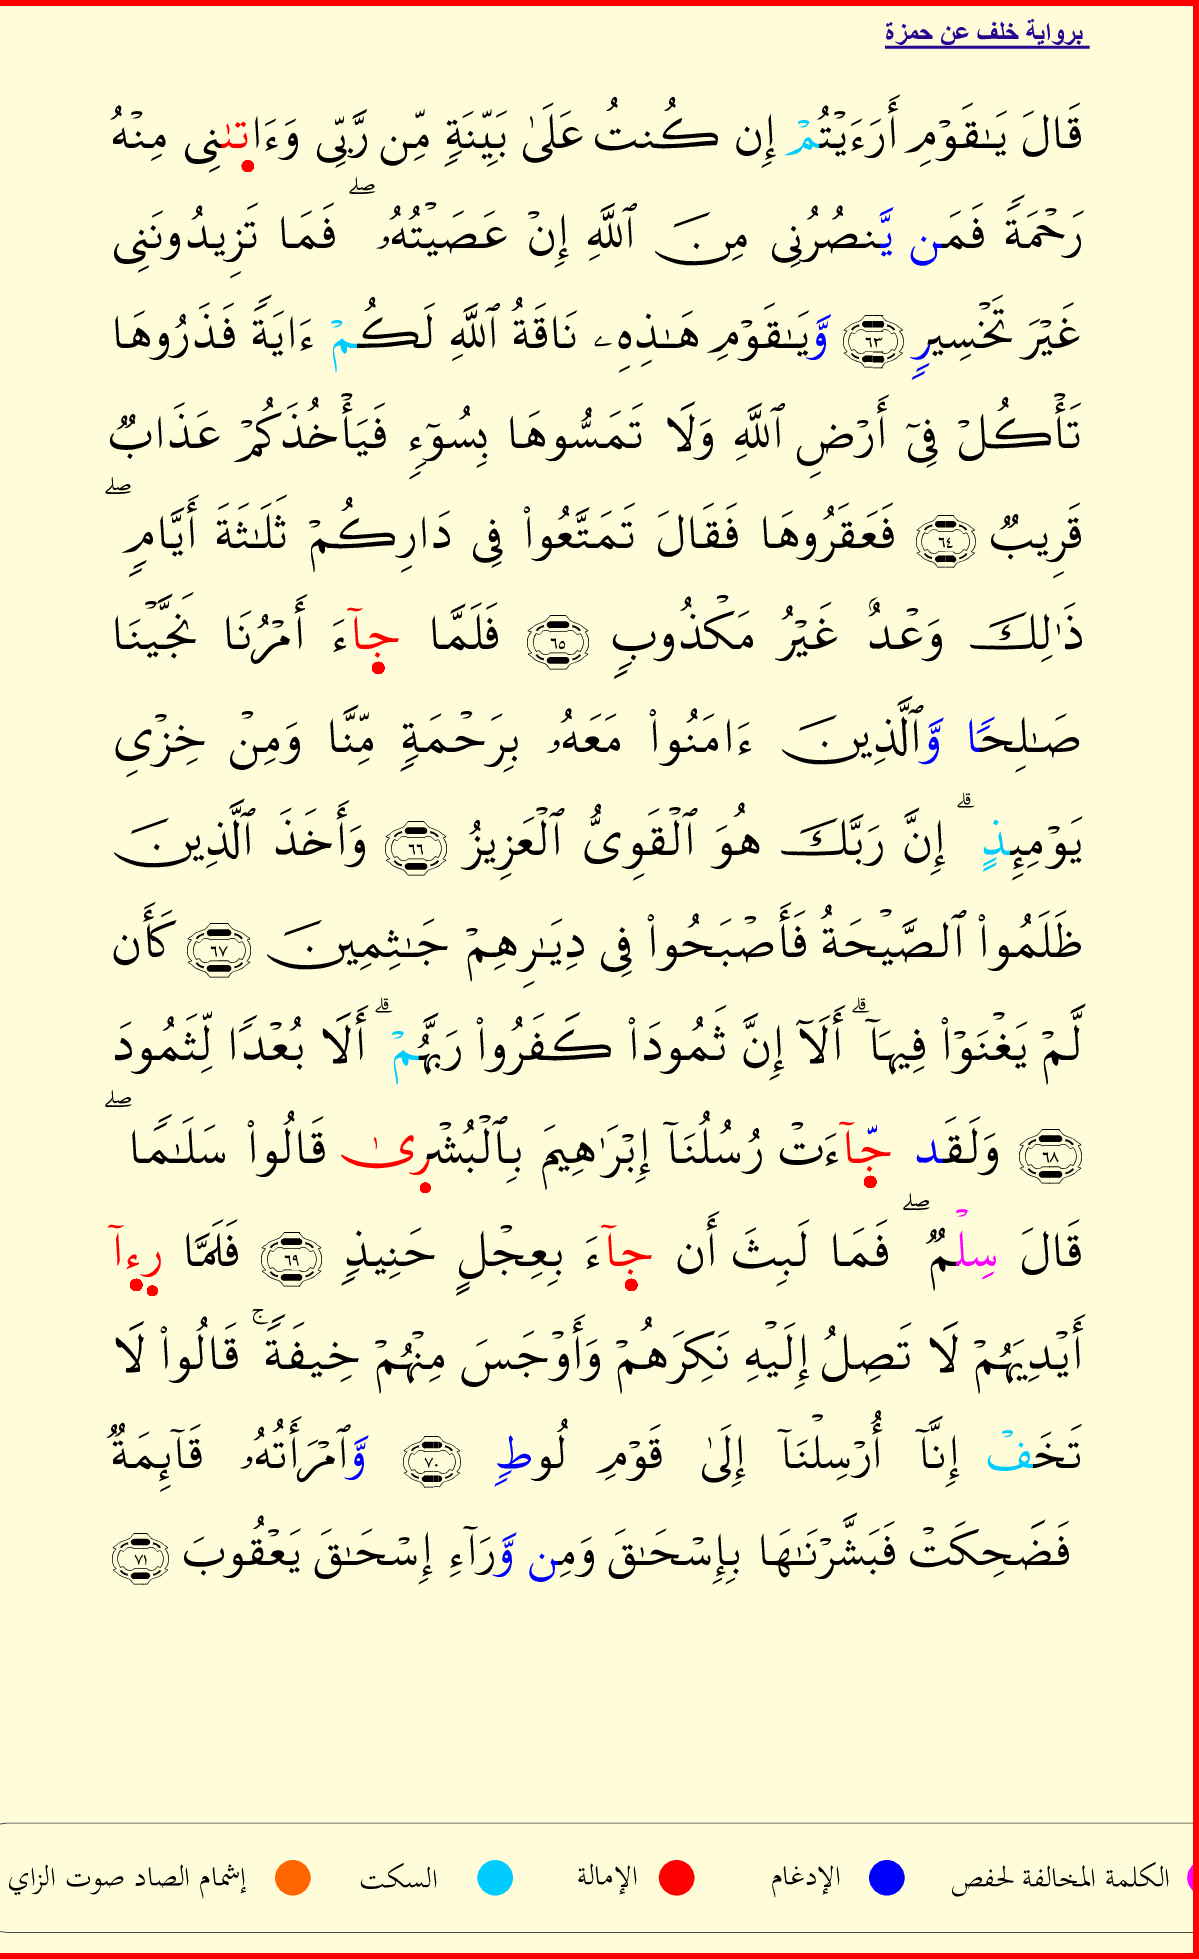 برواية خلف عن حمزة
قَالَ يَـٰقَوْمِ أَرَءَيْتُمْ إِن كُنتُ عَلَىٰ بَيِّنَةٍ مِّن رَّبِّى وَءَاتَىٰنِى مِنْهُ
رَحْمَةً فَمَن يَّنصُرُنِى مِنَ ٱللَّهِ إِنْ عَصَيْتُهُۥ ۖ فَمَا تَزِيدُونَنِى
غَيْرَ تَخْسِيرٍ ٦٣ وَّيَـٰقَوْمِ هَـٰذِهِۦ نَاقَةُ ٱللَّهِ لَكُمْ ءَايَةً فَذَرُوهَا
تَأْكُلْ فِىٓ أَرْضِ ٱللَّهِ وَلَا تَمَسُّوهَا بِسُوٓءٍ فَيَأْخُذَكُمْ عَذَابٌ
قَرِيبٌ ٦٤ فَعَقَرُوهَا فَقَالَ تَمَتَّعُوا۟ فِى دَارِكُمْ ثَلَـٰثَةَ أَيَّامٍ ۖ
ذَٰلِكَ وَعْدٌ غَيْرُ مَكْذُوبٍ ٦٥ فَلَمَّا جَآءَ أَمْرُنَا نَجَّيْنَا
صَـٰلِحًا وَّٱلَّذِينَ ءَامَنُوا۟ مَعَهُۥ بِرَحْمَةٍ مِّنَّا وَمِنْ خِزْىِ
يَوْمِئِذٍ ۗ إِنَّ رَبَّكَ هُوَ ٱلْقَوِىُّ ٱلْعَزِيزُ ٦٦ وَأَخَذَ ٱلَّذِينَ
ظَلَمُوا۟ ٱلصَّيْحَةُ فَأَصْبَحُوا۟ فِى دِيَـٰرِهِمْ جَـٰثِمِينَ ٦٧ كَأَن
لَّمْ يَغْنَوْا۟ فِيهَآ ۗ أَلَآ إِنَّ ثَمُودَا۟ كَفَرُوا۟ رَبَّهُمْ ۗ أَلَا بُعْدًا لِّثَمُودَ
٦٨ وَلَقَد جَّآءَتْ رُسُلُنَآ إِبْرَٰهِيمَ بِٱلْبُشْرِىٰ قَالُوا۟ سَلَـٰمًا ۖ
قَالَ سِلْمٌ ۖ فَمَا لَبِثَ أَن جَآءَ بِعِجْلٍ حَنِيذٍ ٦٩ فَلَمَّا رِءِآ
أَيْدِيَهُمْ لَا تَصِلُ إِلَيْهِ نَكِرَهُمْ وَأَوْجَسَ مِنْهُمْ خِيفَةً ۚ قَالُوا۟ لَا
تَخَفْ إِنَّآ أُرْسِلْنَآ إِلَىٰ قَوْمِ لُوطٍ ٧٠ وَّٱمْرَأَتُهُۥ قَآئِمَةٌ
فَضَحِكَتْ فَبَشَّرْنَـٰهَا بِإِسْحَـٰقَ وَمِن وَّرَآءِ إِسْحَـٰقَ يَعْقُوبَ ٧١
الكلمة المخالفة لحفص الإدغام الإمالة السكت إشمام الصاد صوت الزاي